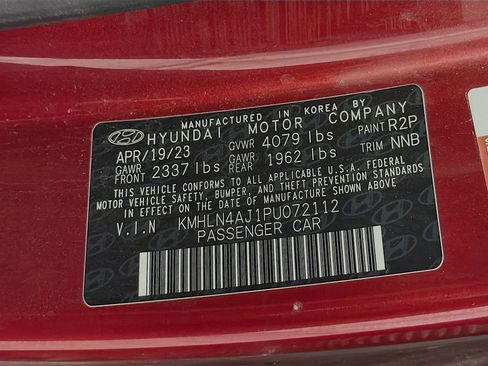 MANUFACTURED IN KOREA BY
HYUNDAI MOTOR COMPANY
APR/19/23 GVWR 4079 lbs PAINT R2P
GAWR FRONT 2337 lbs GAWR REAR 1962 lbs TRIM NNB
THIS VEHICLE CONFORMS TO ALL APPLICABLE U.S.A. FEDERAL
MOTOR VEHICLE SAFETY, BUMPER, AND THEFT PREVENTION STANDARDS
IN EFFECT ON THE DATE OF MANUFACTURE SHOWN ABOVE.
V.I.N KMHLN4AJ1PU072112
PASSENGER CAR